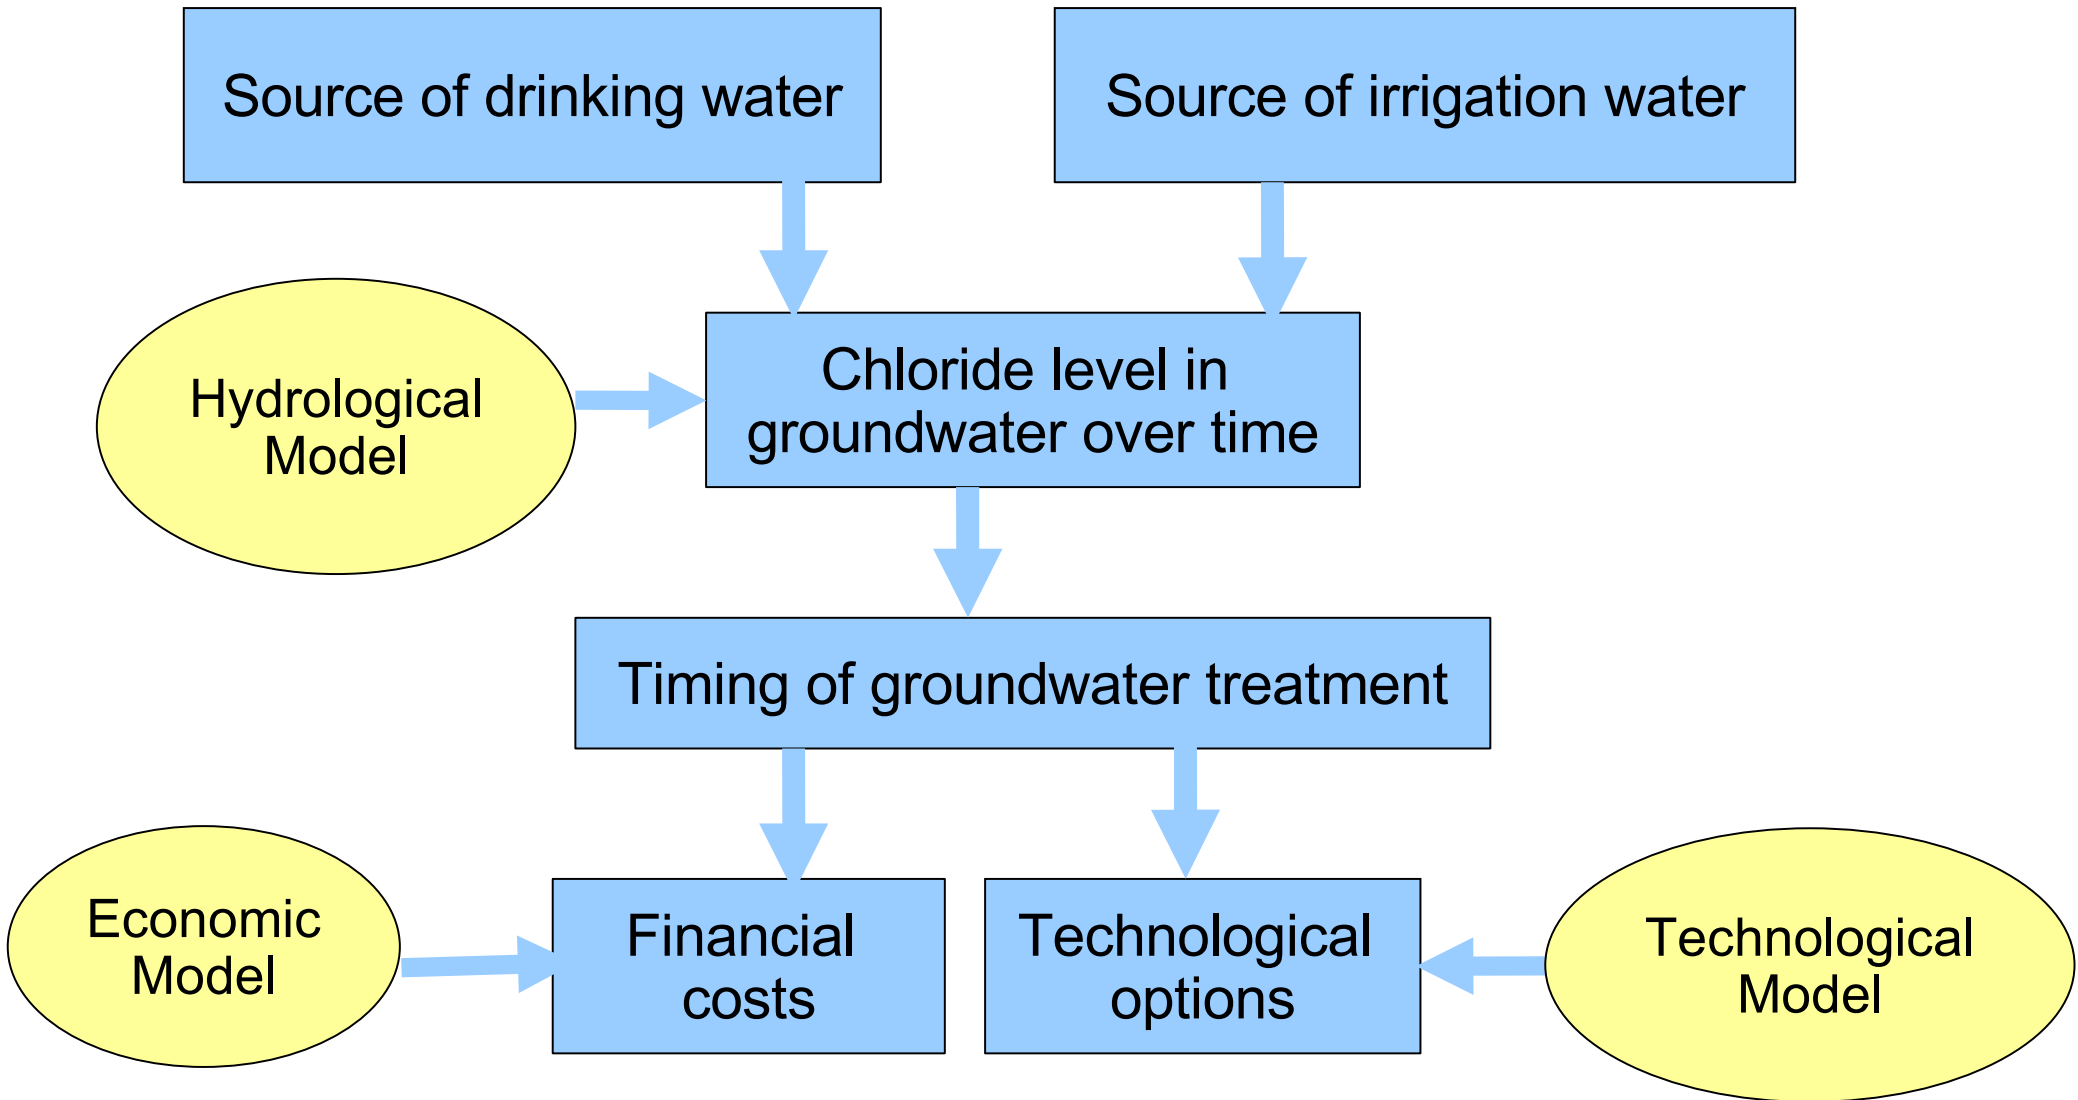 Source of drinking water
Source of irrigation water
Hydrological
Model
Chloride level in
groundwater over time
Timing of groundwater treatment
Economic
Model
Financial
costs
Technological
options
Technological
Model